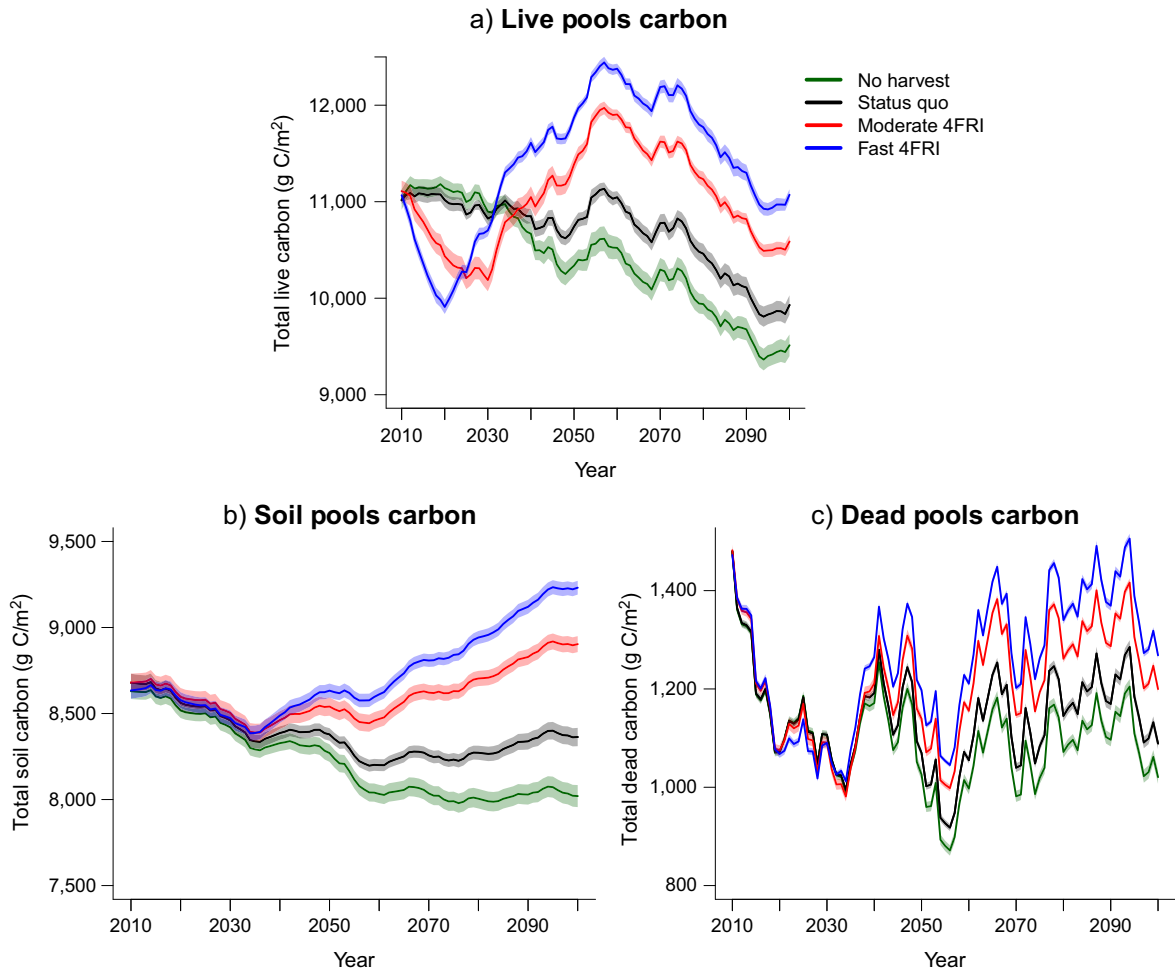 a) Live pools carbon
No harvest
Status quo
Moderate 4FRI
Fast 4FRI
Total live carbon (g C/m²)
12,000
11,000
10,000
9,000
2010 2030 2050 2070 2090
Year
b) Soil pools carbon
Total soil carbon (g C/m²)
9,500
9,000
8,500
8,000
7,500
2010 2030 2050 2070 2090
Year
c) Dead pools carbon
Total dead carbon (g C/m²)
1,400
1,200
1,000
800
2010 2030 2050 2070 2090
Year